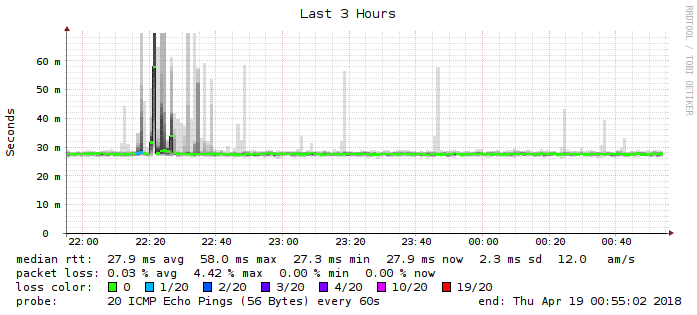 Last 3 Hours
RRDTOOL / TOBI OETIKER
Seconds
60 m
50 m
40 m
30 m
20 m
10 m
0
22:00 22:20 22:40 23:00 23:20 23:40 00:00 00:20 00:40
median rtt: 27.9 ms avg 58.0 ms max 27.3 ms min 27.9 ms now 2.3 ms sd 12.0 am/s
packet loss: 0.03 % avg 4.42 % max 0.00 % min 0.00 % now
loss color: 0 1/20 2/20 3/20 4/20 10/20 19/20
probe: 20 ICMP Echo Pings (56 Bytes) every 60s end: Thu Apr 19 00:55:02 2018